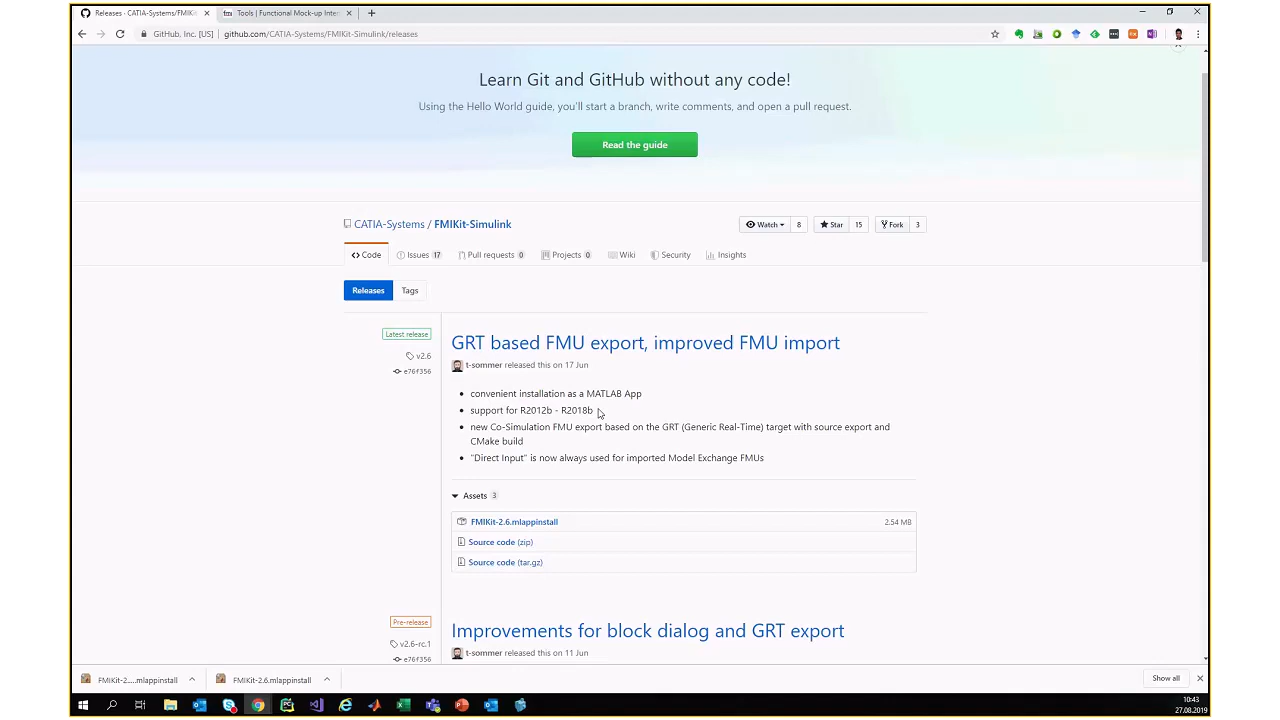 Releases · CATIA-Systems/FMIKit-
Tools | Functional Mock-up Inter
GitHub, Inc. [US] | github.com/CATIA-Systems/FMIKit-Simulink/releases
Learn Git and GitHub without any code!
Using the Hello World guide, you'll start a branch, write comments, and open a pull request.
Read the guide
CATIA-Systems / FMIKit-Simulink
Watch 8
Star 15
Fork 3
Code
Issues 17
Pull requests 0
Projects 0
Wiki
Security
Insights
Releases
Tags
Latest release
v2.6
e76f356
GRT based FMU export, improved FMU import
t-sommer released this on 17 Jun
• convenient installation as a MATLAB App
• support for R2012b - R2018b
• new Co-Simulation FMU export based on the GRT (Generic Real-Time) target with source export and
CMake build
• "Direct Input" is now always used for imported Model Exchange FMUs
Assets 3
FMIKit-2.6.mlappinstall 2.54 MB
Source code (zip)
Source code (tar.gz)
Pre-release
v2.6-rc.1
e76f356
Improvements for block dialog and GRT export
t-sommer released this on 11 Jun
FMIKit-2....mlappinstall
FMIKit-2.6.mlappinstall
Show all
10:43
27.08.2019